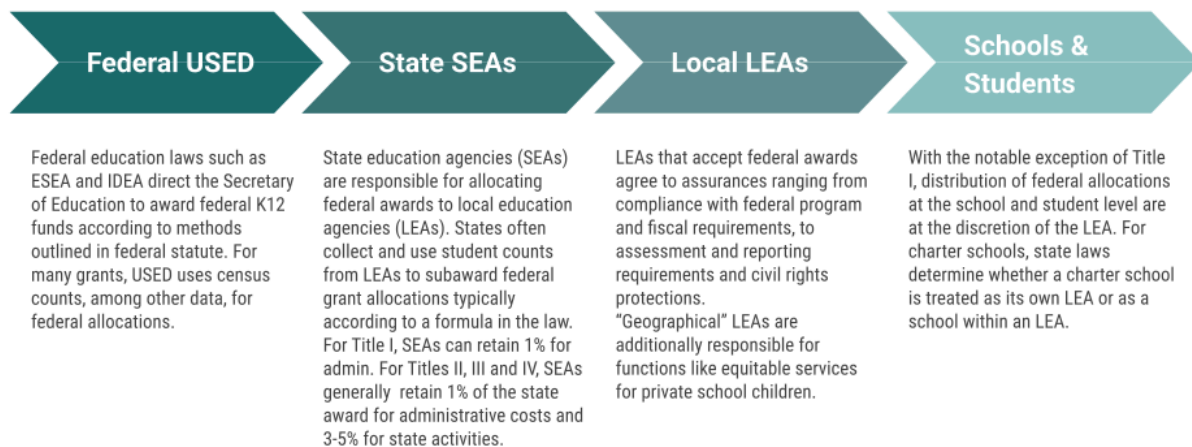 Federal USED
State SEAs
Local LEAs
Schools &
Students
Federal education laws such as
ESEA and IDEA direct the Secretary
of Education to award federal K12
funds according to methods
outlined in federal statute. For
many grants, USED uses census
counts, among other data, for
federal allocations.
State education agencies (SEAs)
are responsible for allocating
federal awards to local education
agencies (LEAs). States often
collect and use student counts
from LEAs to subaward federal
grant allocations typically
according to a formula in the law.
For Title I, SEAs can retain 1% for
admin. For Titles II, III and IV, SEAs
generally  retain 1% of the state
award for administrative costs and
3-5% for state activities.
LEAs that accept federal awards
agree to assurances ranging from
compliance with federal program
and fiscal requirements, to
assessment and reporting
requirements and civil rights
protections.
“Geographical” LEAs are
additionally responsible for
functions like equitable services
for private school children.
With the notable exception of Title
I, distribution of federal allocations
at the school and student level are
at the discretion of the LEA. For
charter schools, state laws
determine whether a charter school
is treated as its own LEA or as a
school within an LEA.